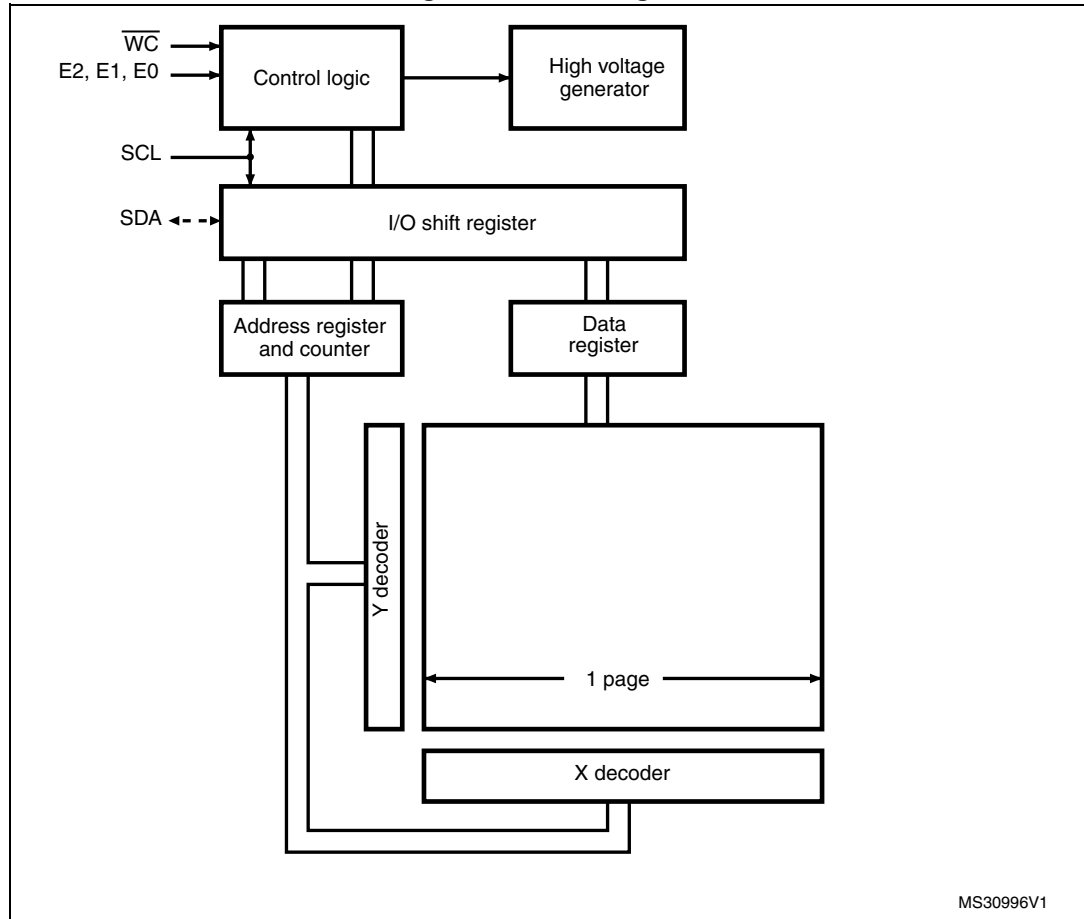 W̅C̅
E2, E1, E0
Control logic
High voltage
generator
SCL
SDA
I/O shift register
Address register
and counter
Data
register
Y decoder
1 page
X decoder
MS30996V1